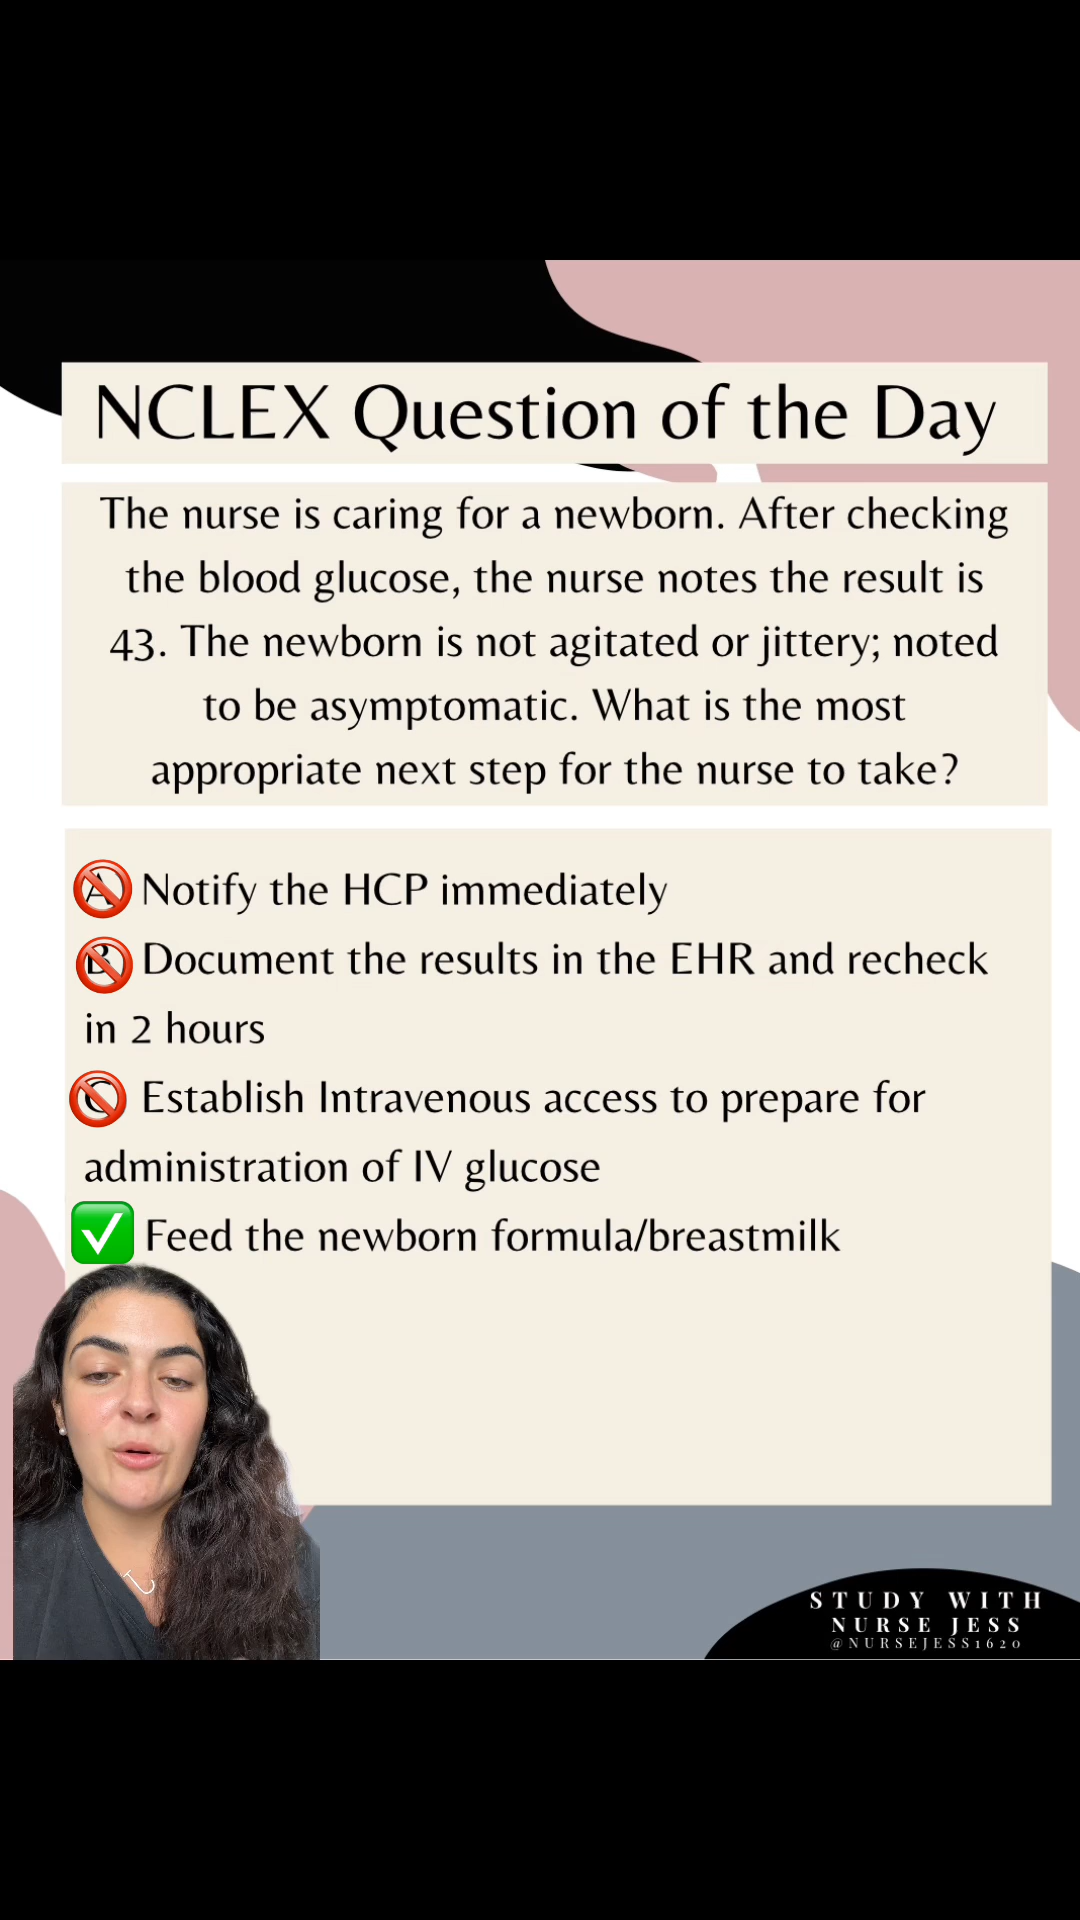 NCLEX Question of the Day
The nurse is caring for a newborn. After checking
the blood glucose, the nurse notes the result is
43. The newborn is not agitated or jittery; noted
to be asymptomatic. What is the most
appropriate next step for the nurse to take?
A Notify the HCP immediately
B Document the results in the EHR and recheck
in 2 hours
C Establish Intravenous access to prepare for
administration of IV glucose
Feed the newborn formula/breastmilk
STUDY WITH
NURSE JESS
@NURSEJESS1620